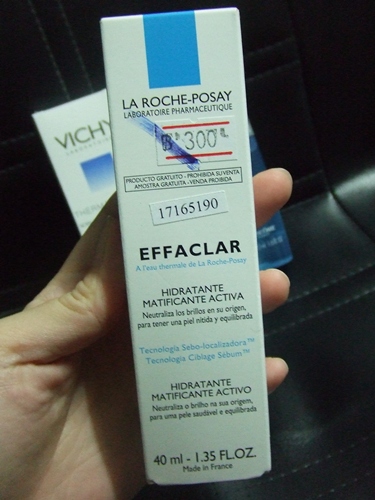 LA ROCHE-POSAY
LABORATOIRE PHARMACEUTIQUE
300
PRODUCTO GRATUITO - PROHIBIDA SU VENTA
AMOSTRA GRATUITA - VENDA PROIBIDA
17165190
VICHY
EFFACLAR
A l'eau thermale de La Roche-Posay
HIDRATANTE
MATIFICANTE ACTIVA
Neutraliza los brillos en su origen,
para tener una piel nítida y equilibrada
Tecnología Sebo-localizadora™
Technologia Ciblage Sébum™
HIDRATANTE
MATIFICANTE ACTIVO
Neutraliza o brilho na sua origem,
para uma pele saudável e equilibrada
40 ml - 1.35 FL.OZ.
Made in France